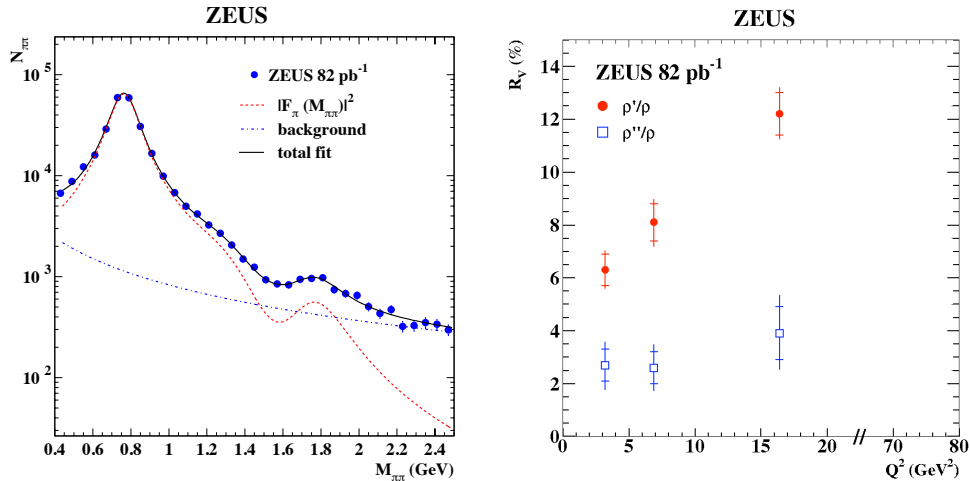 ZEUS
N_ππ
10^5
10^4
10^3
10^2
ZEUS 82 pb^-1
|F_π (M_ππ)|^2
background
total fit
0.4 0.6 0.8 1 1.2 1.4 1.6 1.8 2 2.2 2.4
M_ππ (GeV)
ZEUS
R_V (%)
14
12
10
8
6
4
2
0
ZEUS 82 pb^-1
ρ'/ρ
ρ''/ρ
0 5 10 15 20 // 70 80
Q^2 (GeV^2)